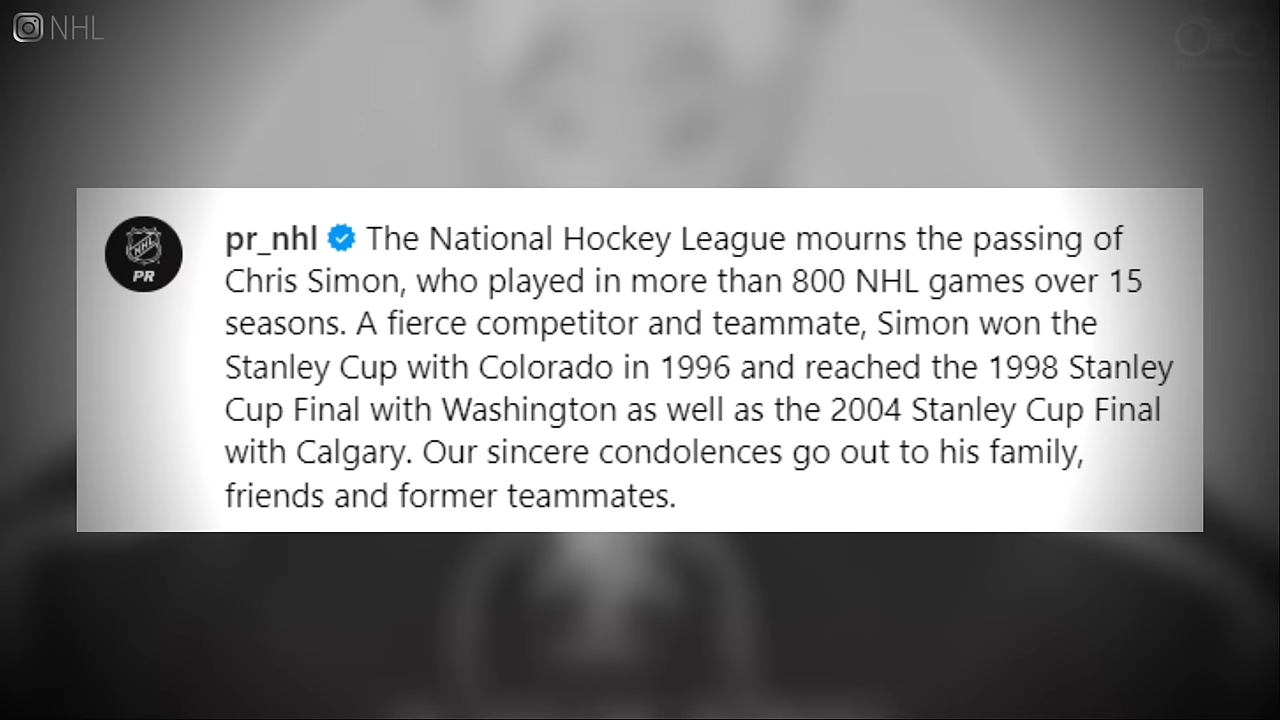 NHL
pr_nhl The National Hockey League mourns the passing of
Chris Simon, who played in more than 800 NHL games over 15
seasons. A fierce competitor and teammate, Simon won the
Stanley Cup with Colorado in 1996 and reached the 1998 Stanley
Cup Final with Washington as well as the 2004 Stanley Cup Final
with Calgary. Our sincere condolences go out to his family,
friends and former teammates.
NHL
PR